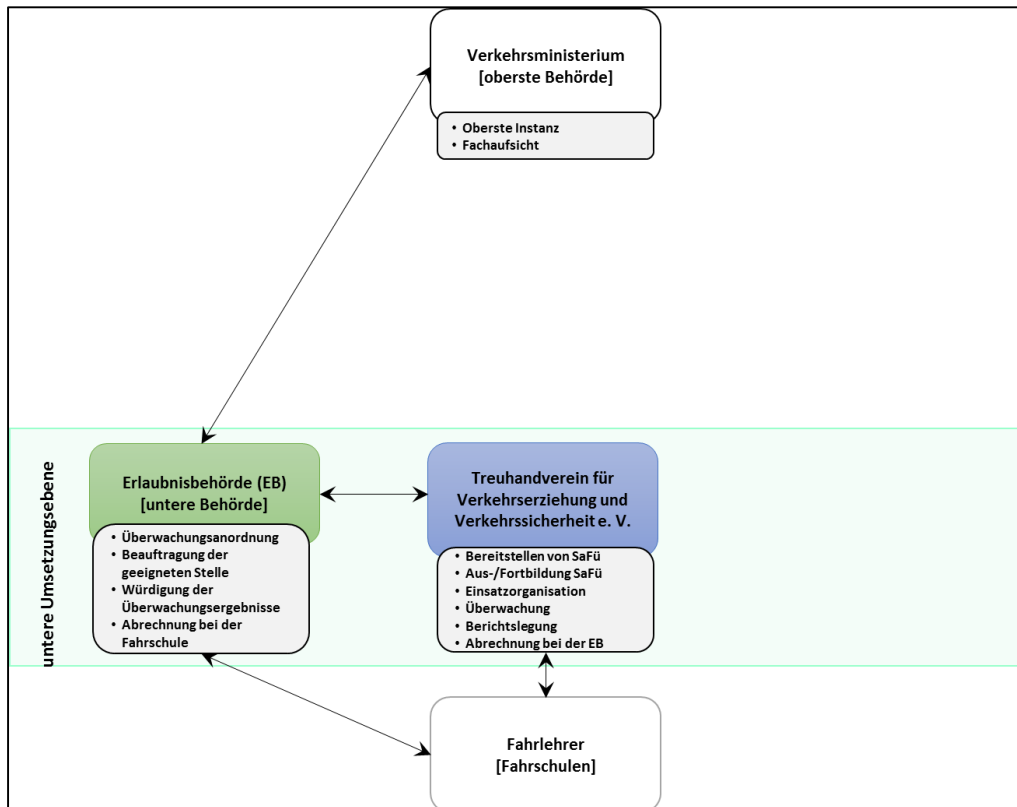 Verkehrsministerium
[oberste Behörde]
• Oberste Instanz
• Fachaufsicht
untere Umsetzungsebene
Erlaubnisbehörde (EB)
[untere Behörde]
• Überwachungsanordnung
• Beauftragung der
geeigneten Stelle
• Würdigung der
Überwachungsergebnisse
• Abrechnung bei der
Fahrschule
Treuhandverein für
Verkehrserziehung und
Verkehrssicherheit e. V.
• Bereitstellen von SaFü
• Aus-/Fortbildung SaFü
• Einsatzorganisation
• Überwachung
• Berichtslegung
• Abrechnung bei der EB
Fahrlehrer
[Fahrschulen]